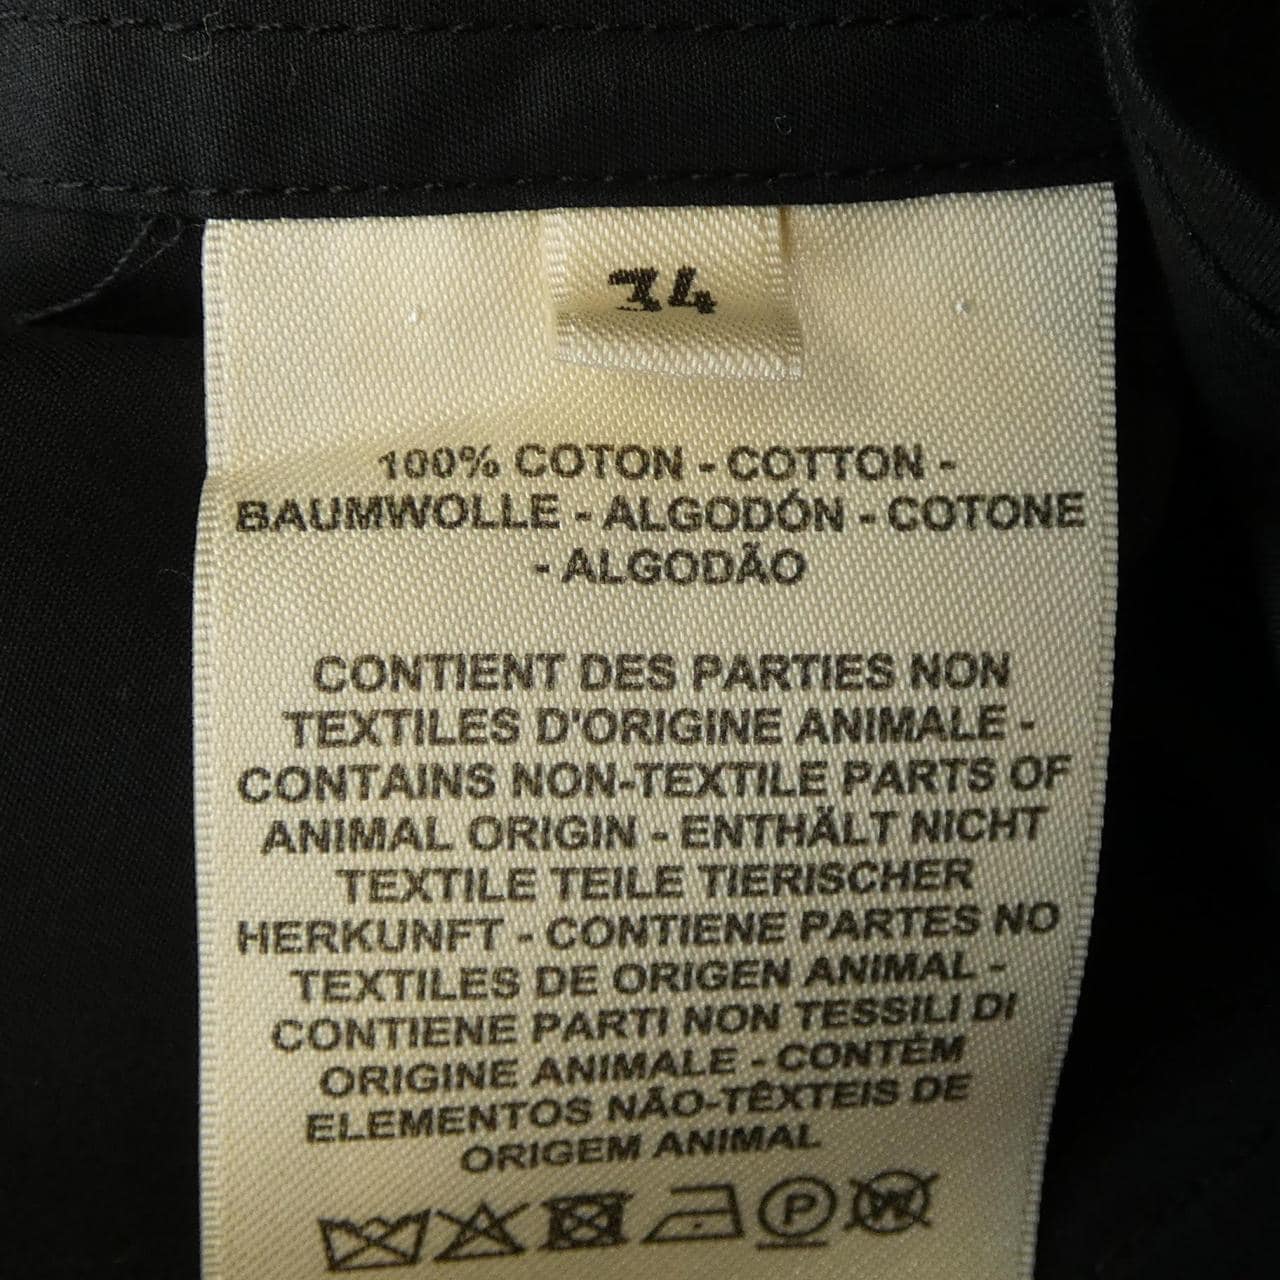 34
100% COTON - COTTON -
BAUMWOLLE - ALGODÓN - COTONE
- ALGODÃO
CONTIENT DES PARTIES NON
TEXTILES D'ORIGINE ANIMALE -
CONTAINS NON-TEXTILE PARTS OF
ANIMAL ORIGIN - ENTHÄLT NICHT
TEXTILE TEILE TIERISCHER
HERKUNFT - CONTIENE PARTES NO
TEXTILES DE ORIGEN ANIMAL -
CONTIENE PARTI NON TESSILI DI
ORIGINE ANIMALE - CONTÉM
ELEMENTOS NÃO-TÊXTEIS DE
ORIGEM ANIMAL
P W